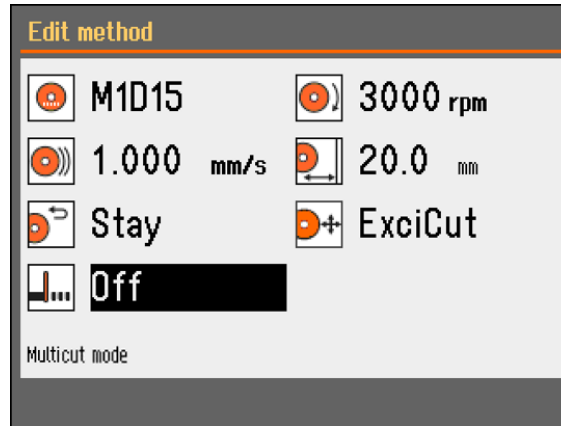 Edit method
M1D15 3000 rpm
1.000 mm/s 20.0 mm
Stay ExciCut
Off
Multicut mode